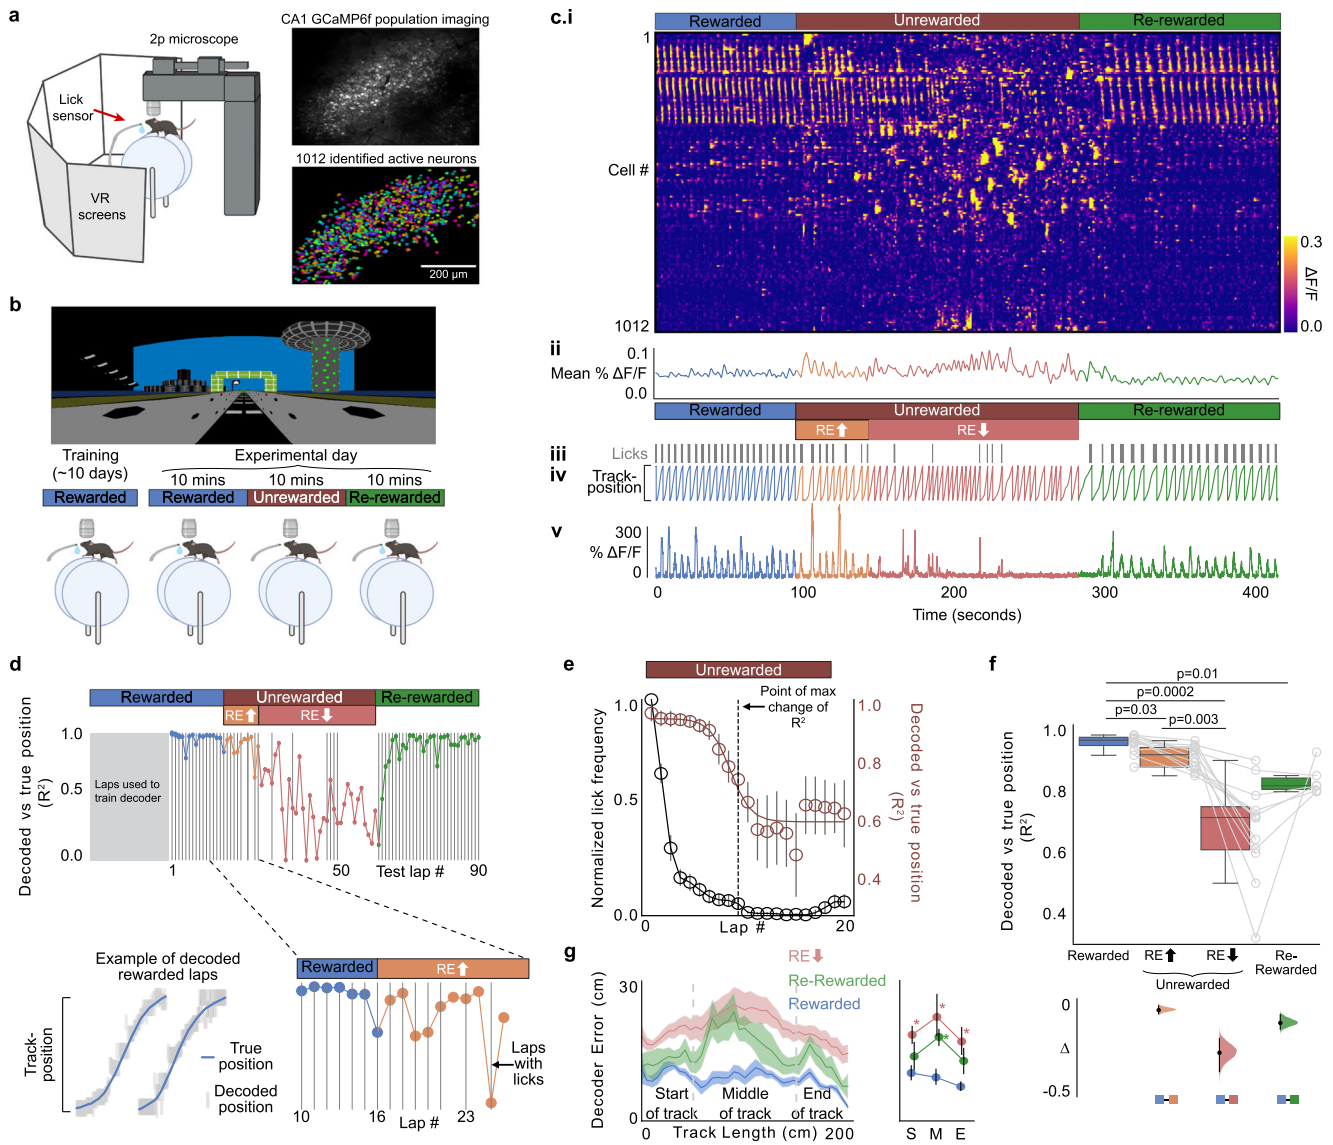 a
CA1 GCaMP6f population imaging
2p microscope
Lick
sensor
VR
screens
1012 identified active neurons
200 µm
b
Training
(~10 days)
Experimental day
10 mins
10 mins
10 mins
Rewarded
Rewarded
Unrewarded
Re-rewarded
c.i
Rewarded
Unrewarded
Re-rewarded
1
Cell #
1012
0.3
ΔF/F
0.0
ii
0.1
Mean % ΔF/F
0.0
Rewarded
Unrewarded
Re-rewarded
RE
RE
iii
Licks
iv
Track-
position
v
300
% ΔF/F
0
0
100
200
300
400
Time (seconds)
d
Rewarded
Unrewarded
Re-rewarded
RE
RE
Decoded vs true position
(R²)
1.0
0.5
0.0
Laps used to
train decoder
1
50
Test lap #
90
Example of decoded
rewarded laps
Track-
position
True
position
Decoded
position
Rewarded
RE
Laps
with
licks
10
16
Lap #
23
e
Unrewarded
Point of max
change of
R²
Normalized lick frequency
1.0
0.5
0.0
1.0
0.8
0.6
0.4
Decoded vs true position
(R²)
0
Lap #
20
f
p=0.01
p=0.0002
p=0.03
p=0.003
Decoded vs true position
(R²)
1.0
0.8
0.6
0.4
Rewarded
RE
RE
Re-
Rewarded
Unrewarded
0
Δ
-0.5
g
RE
Re-Rewarded
Rewarded
Decoder Error (cm)
30
0
Start
of track
Middle
of track
End
of track
0
Track Length (cm)
200
*
*
*
*
S
M
E